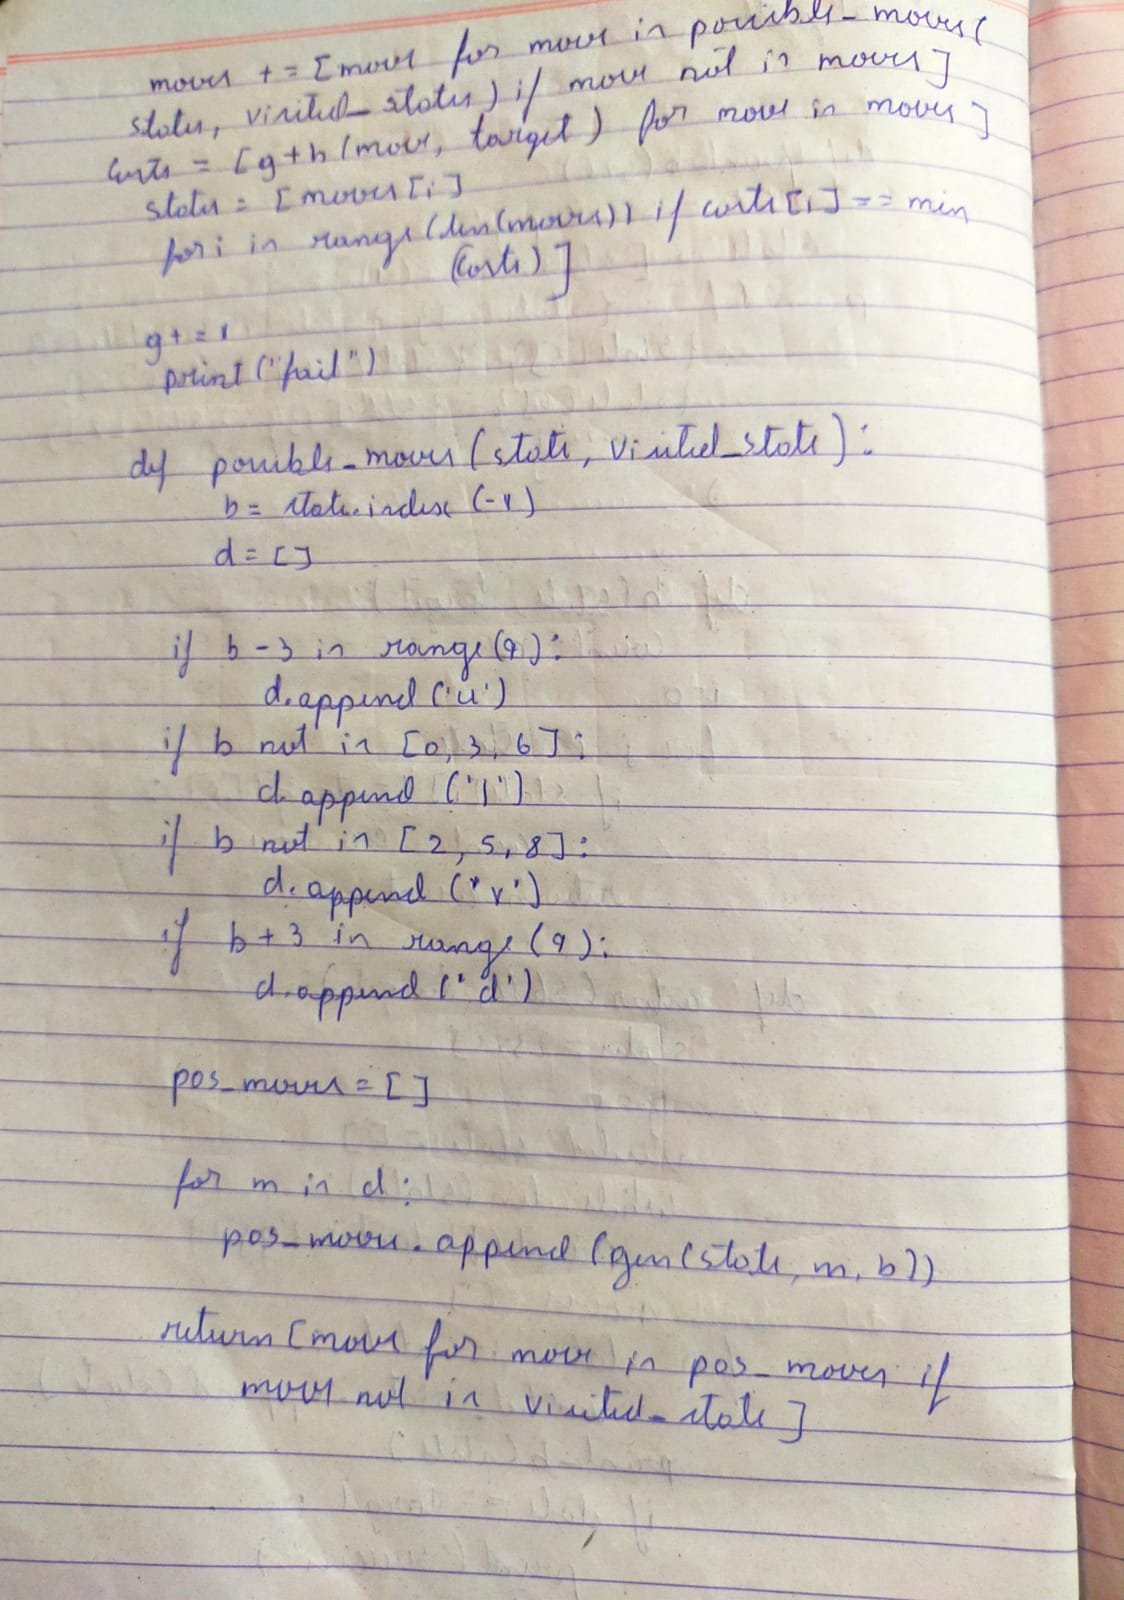 moves += [move for move in possible_moves(
states, visited_states) if move not in moves]
costs = [g+h(move, target) for move in moves]
states = [moves[i]
for i in range(len(moves)) if costs[i] == min
(costs)]
g+=1
print("fail")
def possible_moves(state, visited_state):
b= state.index(-1)
d=[]
if b-3 in range(9):
d.append('u')
if b not in [0, 3, 6]:
d.append('l')
if b not in [2, 5, 8]:
d.append('r')
if b+3 in range(9):
d.append('d')
pos_moves=[]
for m in d:
pos_moves.append(gen(state, m, b))
return[move for move in pos_moves if
move not in visited_state]